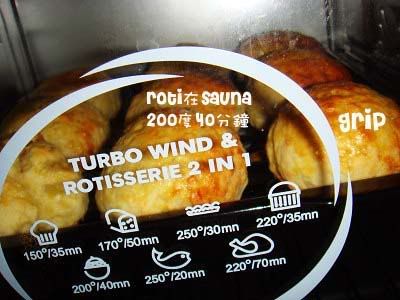 roti在sauna
200度40分鐘
grip
TURBO WIND &
ROTISSERIE 2 IN 1
150°/35mn
170°/50mn
250°/30mn
220°/35mn
200°/40mn
250°/20mn
220°/70mn